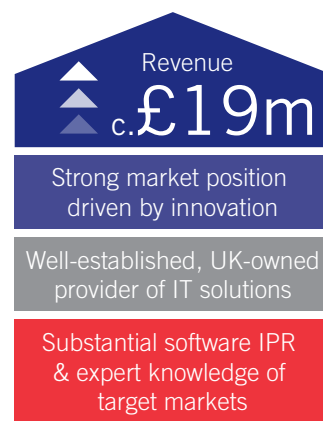 Revenue
c.£19m
Strong market position
driven by innovation
Well-established, UK-owned
provider of IT solutions
Substantial software IPR
& expert knowledge of
target markets